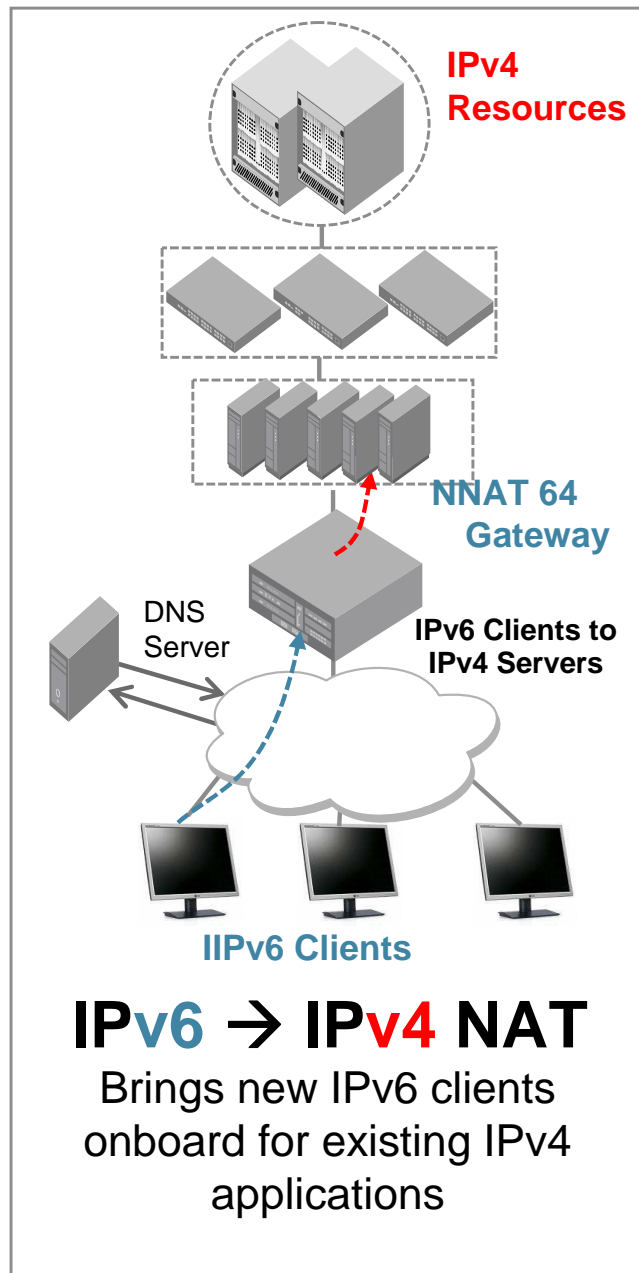 IPv4
Resources
NNAT 64
Gateway
DNS
Server
IPv6 Clients to
IPv4 Servers
IIPv6 Clients
IPv6 → IPv4 NAT
Brings new IPv6 clients
onboard for existing IPv4
applications